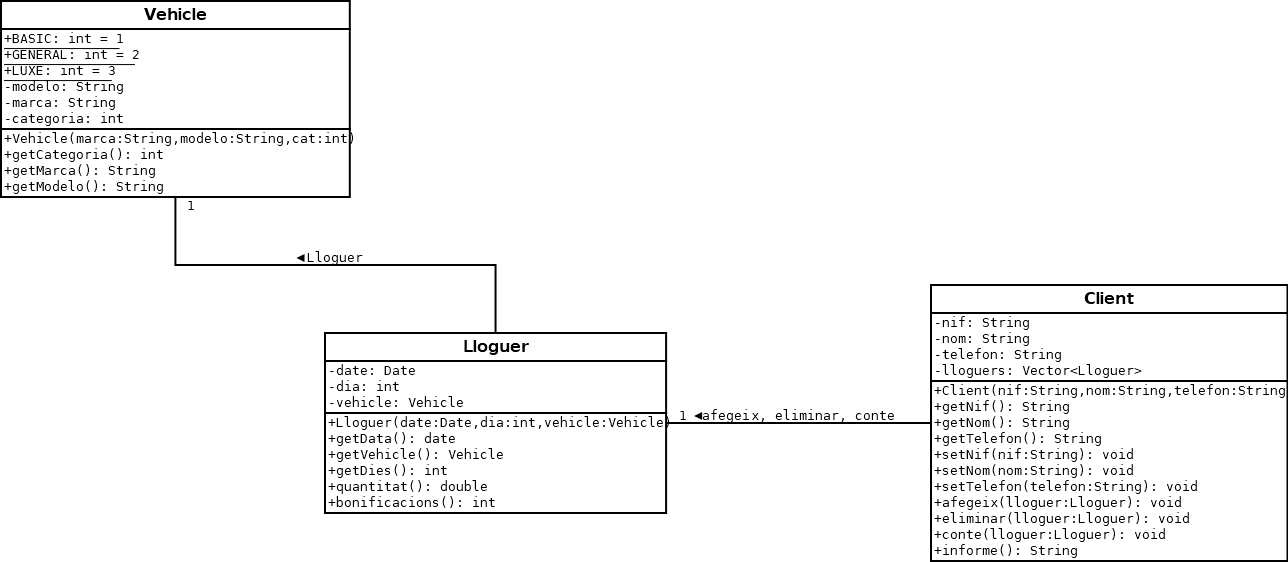 Vehicle
+BASIC: int = 1
+GENERAL: int = 2
+LUXE: int = 3
-modelo: String
-marca: String
-categoria: int
+Vehicle(marca:String,modelo:String,cat:int)
+getCategoria(): int
+getMarca(): String
+getModelo(): String
1
◄Lloguer
Lloguer
-date: Date
-dia: int
-vehicle: Vehicle
+Lloguer(date:Date,dia:int,vehicle:Vehicle)
+getData(): date
+getVehicle(): Vehicle
+getDies(): int
+quantitat(): double
+bonificacions(): int
1 ◄afegeix, eliminar, conte
Client
-nif: String
-nom: String
-telefon: String
-lloguers: Vector<Lloguer>
+Client(nif:String,nom:String,telefon:String
+getNif(): String
+getNom(): String
+getTelefon(): String
+setNif(nif:String): void
+setNom(nom:String): void
+setTelefon(telefon:String): void
+afegeix(lloguer:Lloguer): void
+eliminar(lloguer:Lloguer): void
+conte(lloguer:Lloguer): void
+informe(): String